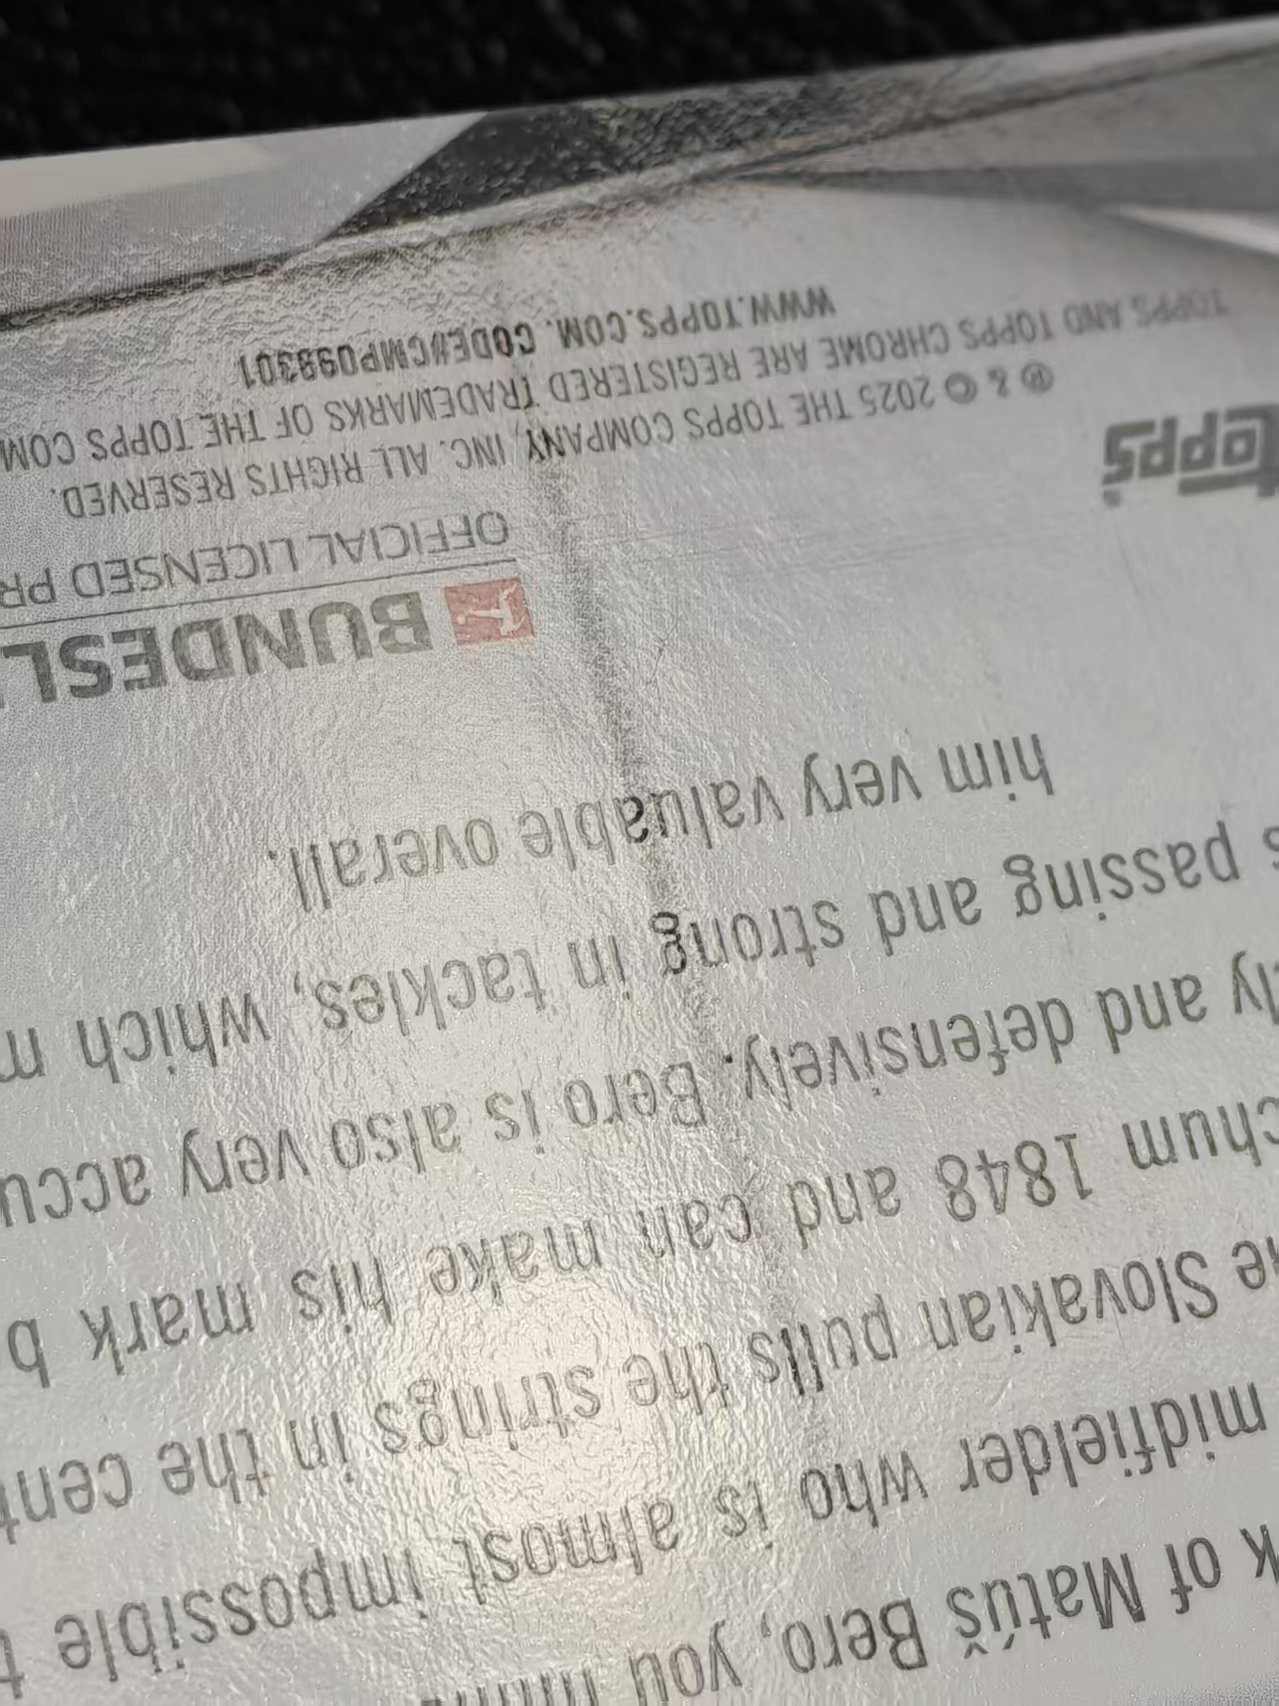 k of Matúš Bero, you
midfielder who is almost impossible t
e Slovakian pulls the strings in the cent
chum 1848 and can make his mark b
ly and defensively. Bero is also very accu
s passing and strong in tackles, which m
him very valuable overall.
BUNDESL
OFFICIAL LICENSED PR
topps
® & © 2025 THE TOPPS COMPANY, INC. ALL RIGHTS RESERVED.
TOPPS AND TOPPS CHROME ARE REGISTERED TRADEMARKS OF THE TOPPS COM
WWW.TOPPS.COM. CODE#CMP098301